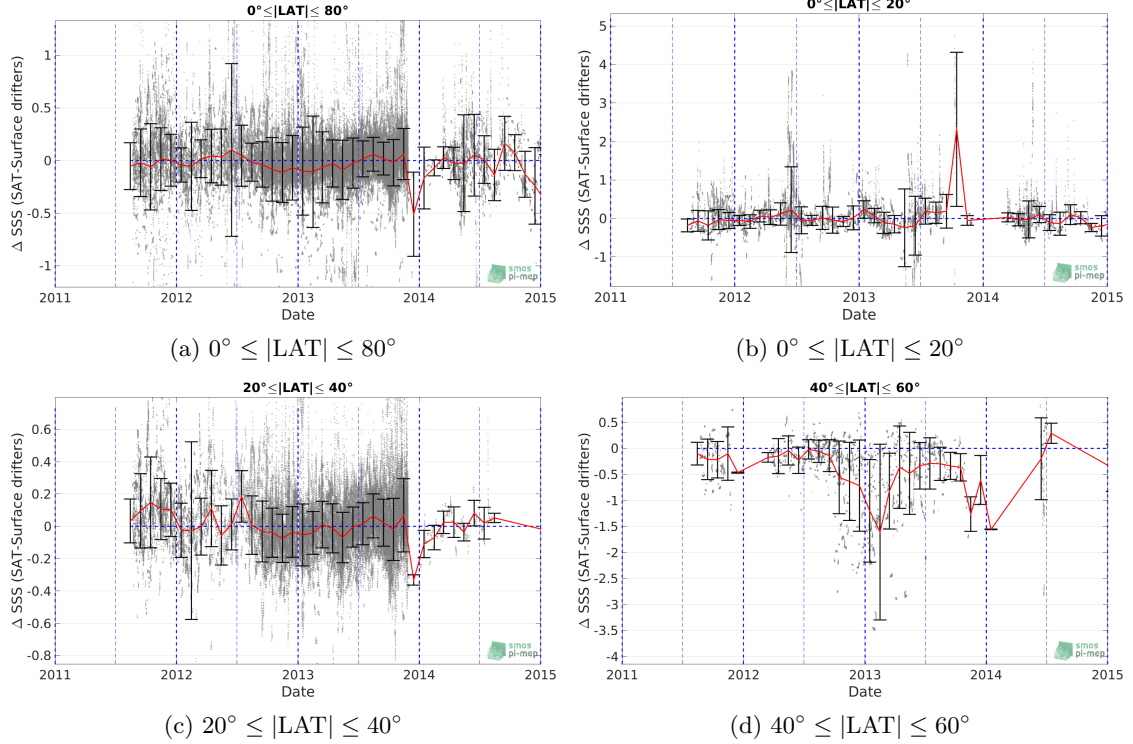 0°≤|LAT|≤ 80°
Δ SSS (SAT-Surface drifters)
1
0.5
0
-0.5
-1
2011 2012 2013 2014 2015
Date
smos
pi-mep
(a) 0° ≤ |LAT| ≤ 80°
0°≤|LAT|≤ 20°
Δ SSS (SAT-Surface drifters)
5
4
3
2
1
0
-1
2011 2012 2013 2014 2015
Date
smos
pi-mep
(b) 0° ≤ |LAT| ≤ 20°
20°≤|LAT|≤ 40°
Δ SSS (SAT-Surface drifters)
0.6
0.4
0.2
0
-0.2
-0.4
-0.6
-0.8
2011 2012 2013 2014 2015
Date
smos
pi-mep
(c) 20° ≤ |LAT| ≤ 40°
40°≤|LAT|≤ 60°
Δ SSS (SAT-Surface drifters)
0.5
0
-0.5
-1
-1.5
-2
-2.5
-3
-3.5
-4
2011 2012 2013 2014 2015
Date
smos
pi-mep
(d) 40° ≤ |LAT| ≤ 60°